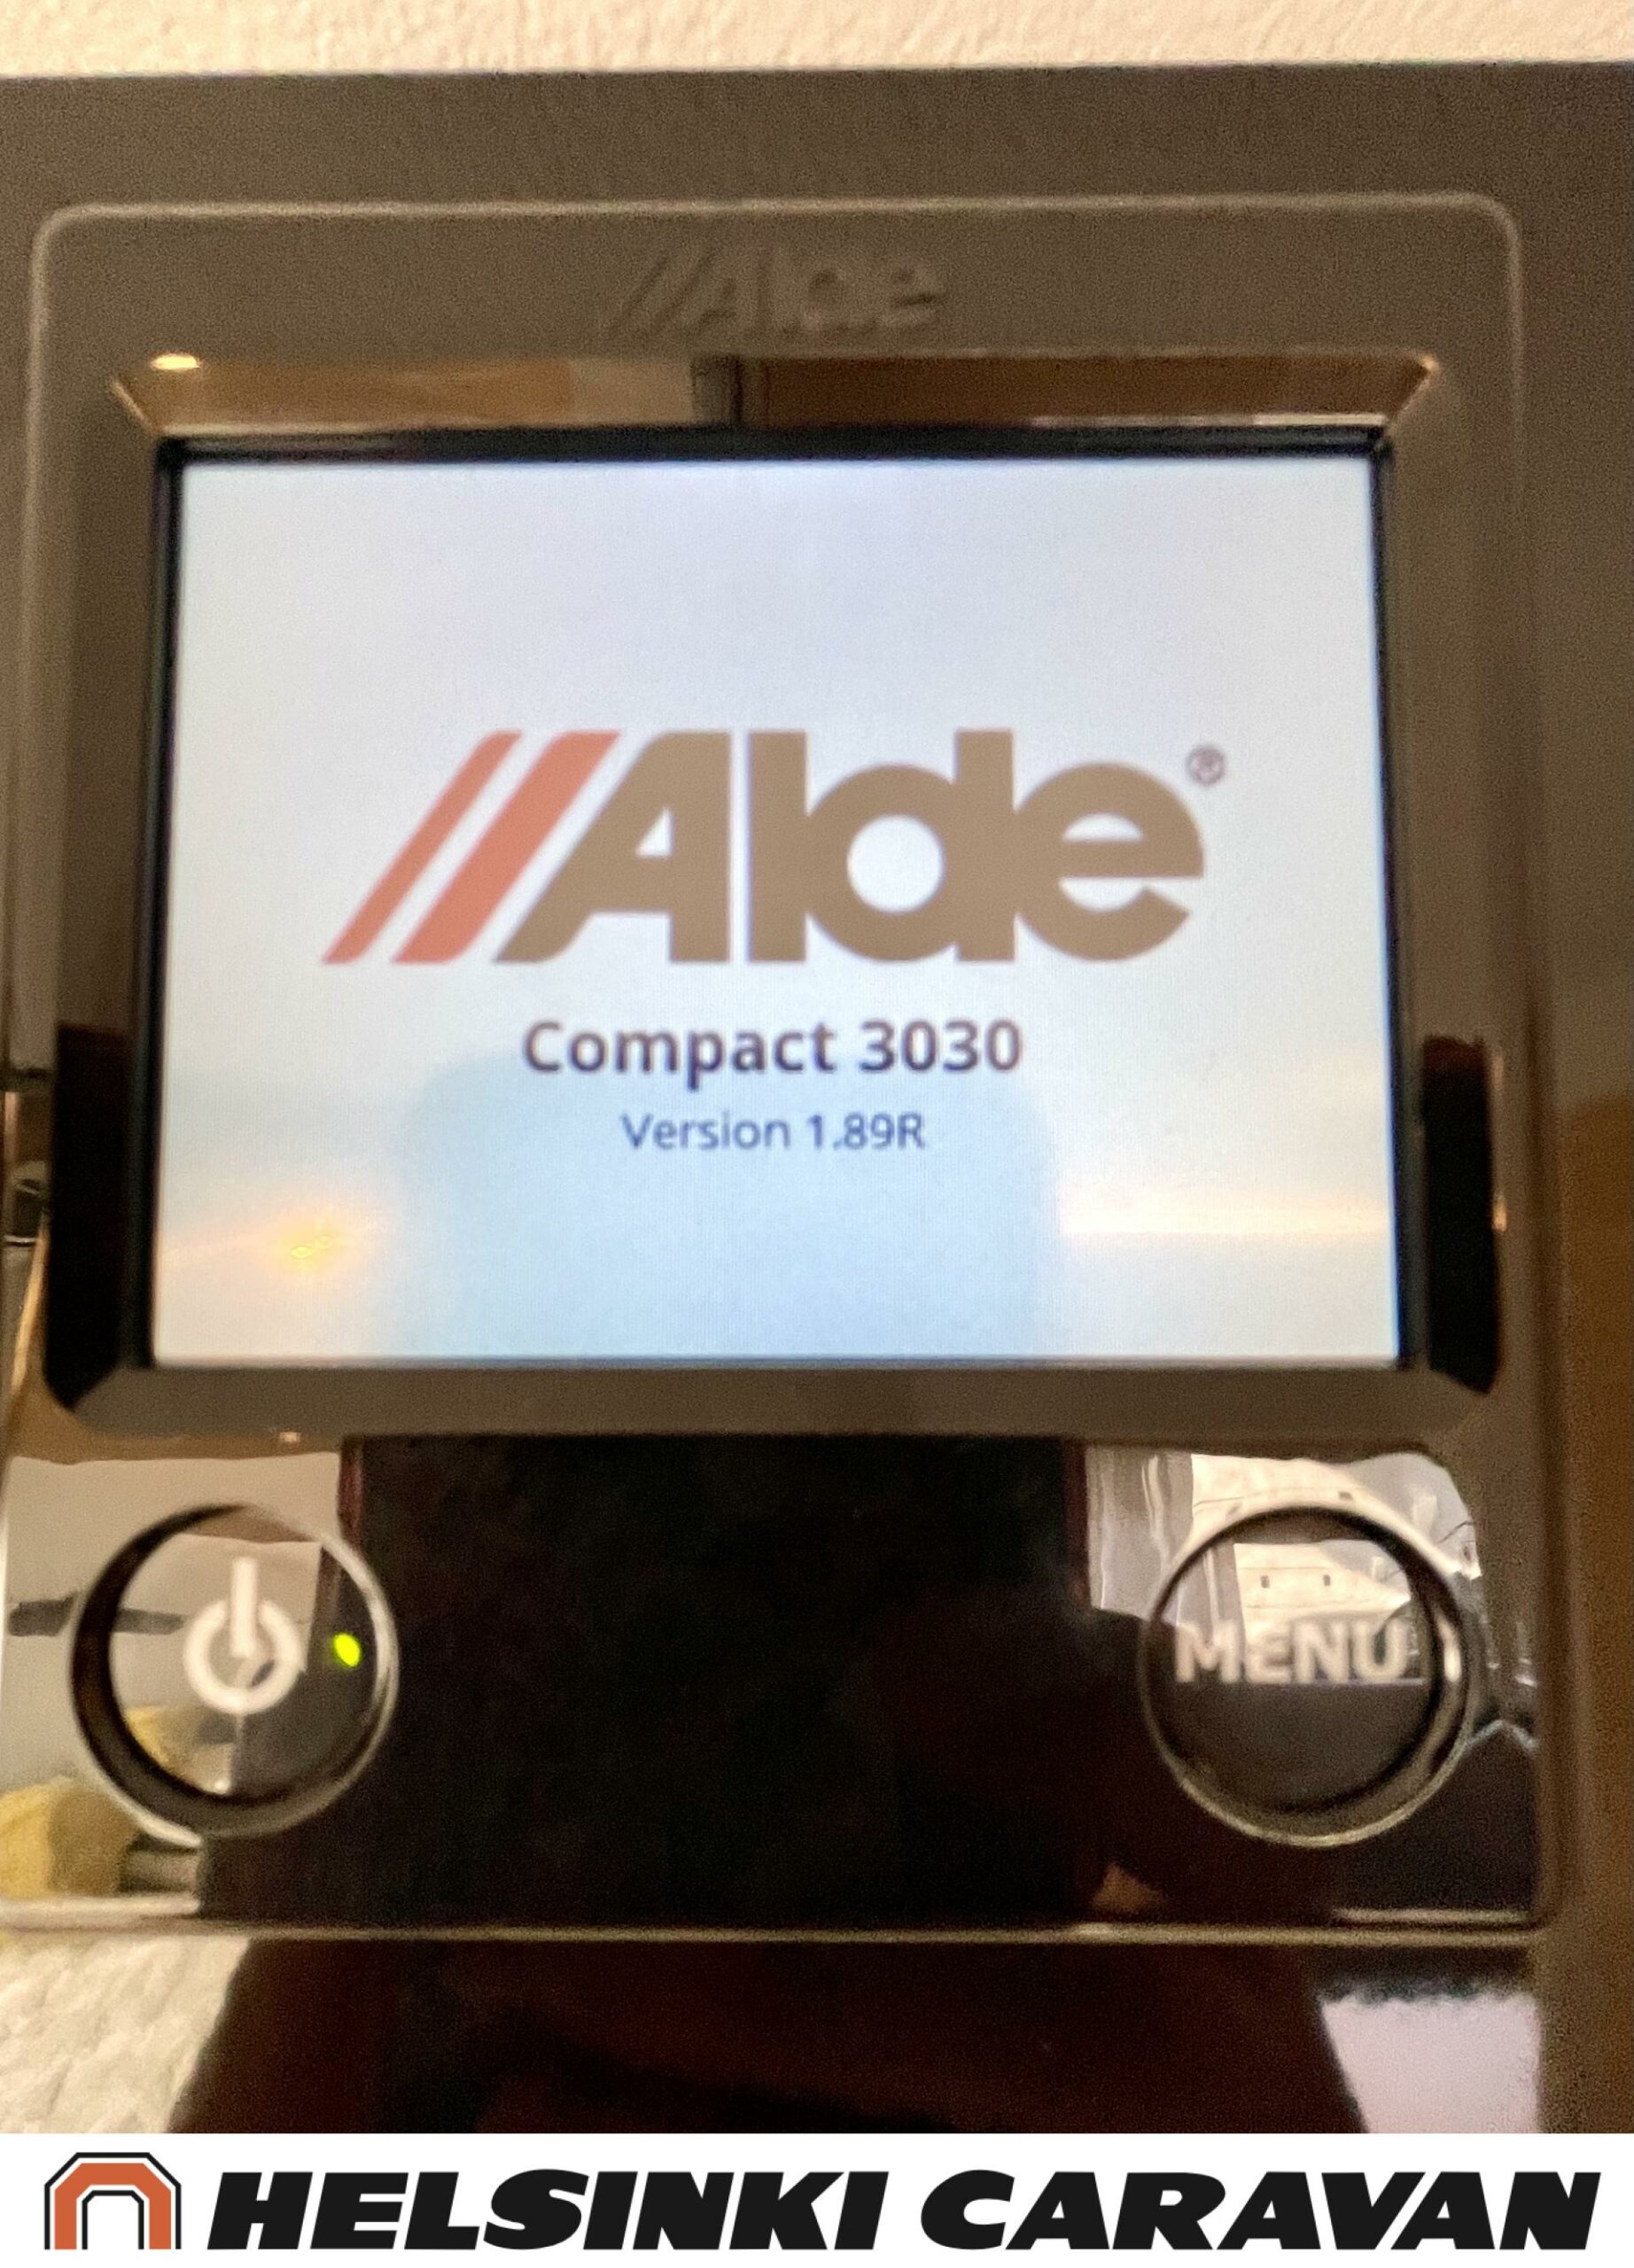 Alde
Alde®
Compact 3030
Version 1.89R
MENU
HELSINKI CARAVAN